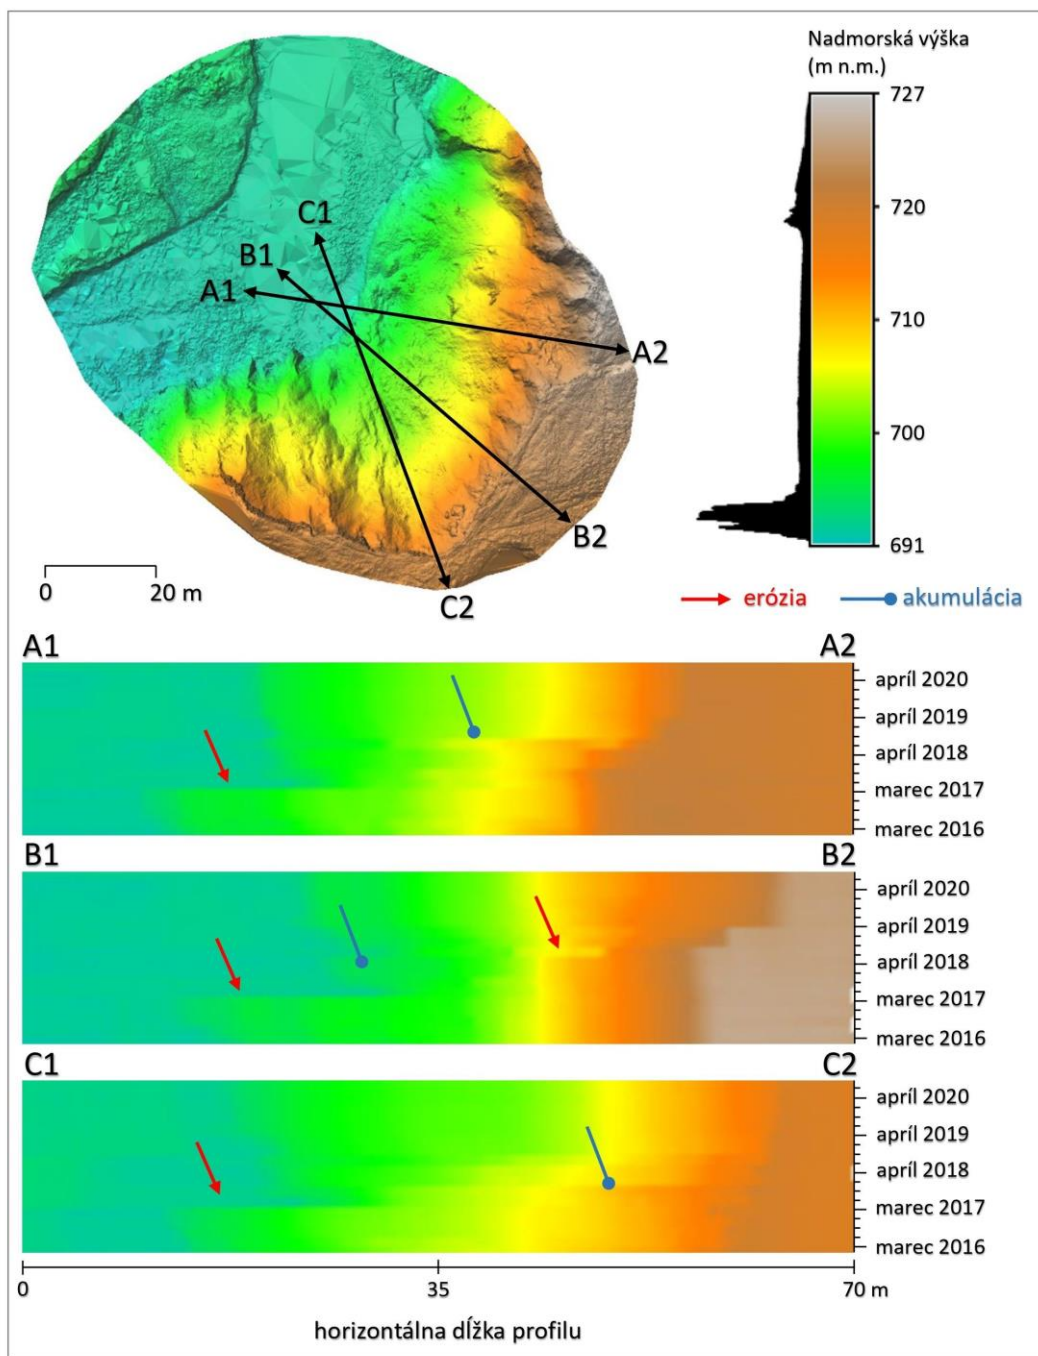 Nadmorská výška
(m n.m.)
727
720
710
700
691
C1
B1
A1
A2
B2
C2
0 20 m
erózia
akumulácia
A1 A2
apríl 2020
apríl 2019
apríl 2018
marec 2017
marec 2016
B1 B2
apríl 2020
apríl 2019
apríl 2018
marec 2017
marec 2016
C1 C2
apríl 2020
apríl 2019
apríl 2018
marec 2017
marec 2016
0 35 70 m
horizontálna dĺžka profilu